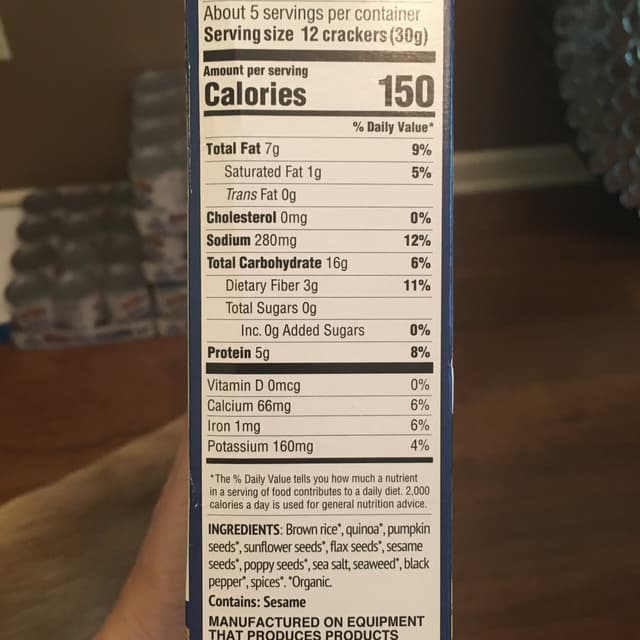 About 5 servings per container
Serving size 12 crackers (30g)
Amount per serving
Calories 150
% Daily Value*
Total Fat 7g 9%
Saturated Fat 1g 5%
Trans Fat 0g
Cholesterol 0mg 0%
Sodium 280mg 12%
Total Carbohydrate 16g 6%
Dietary Fiber 3g 11%
Total Sugars 0g
Inc. 0g Added Sugars 0%
Protein 5g 8%
Vitamin D 0mcg 0%
Calcium 66mg 6%
Iron 1mg 6%
Potassium 160mg 4%
*The % Daily Value tells you how much a nutrient
in a serving of food contributes to a daily diet. 2,000
calories a day is used for general nutrition advice.
INGREDIENTS: Brown rice*, quinoa*, pumpkin
seeds*, sunflower seeds*, flax seeds*, sesame
seeds*, poppy seeds*, sea salt, seaweed*, black
pepper*, spices*. *Organic.
Contains: Sesame
MANUFACTURED ON EQUIPMENT
THAT PRODUCES PRODUCTS